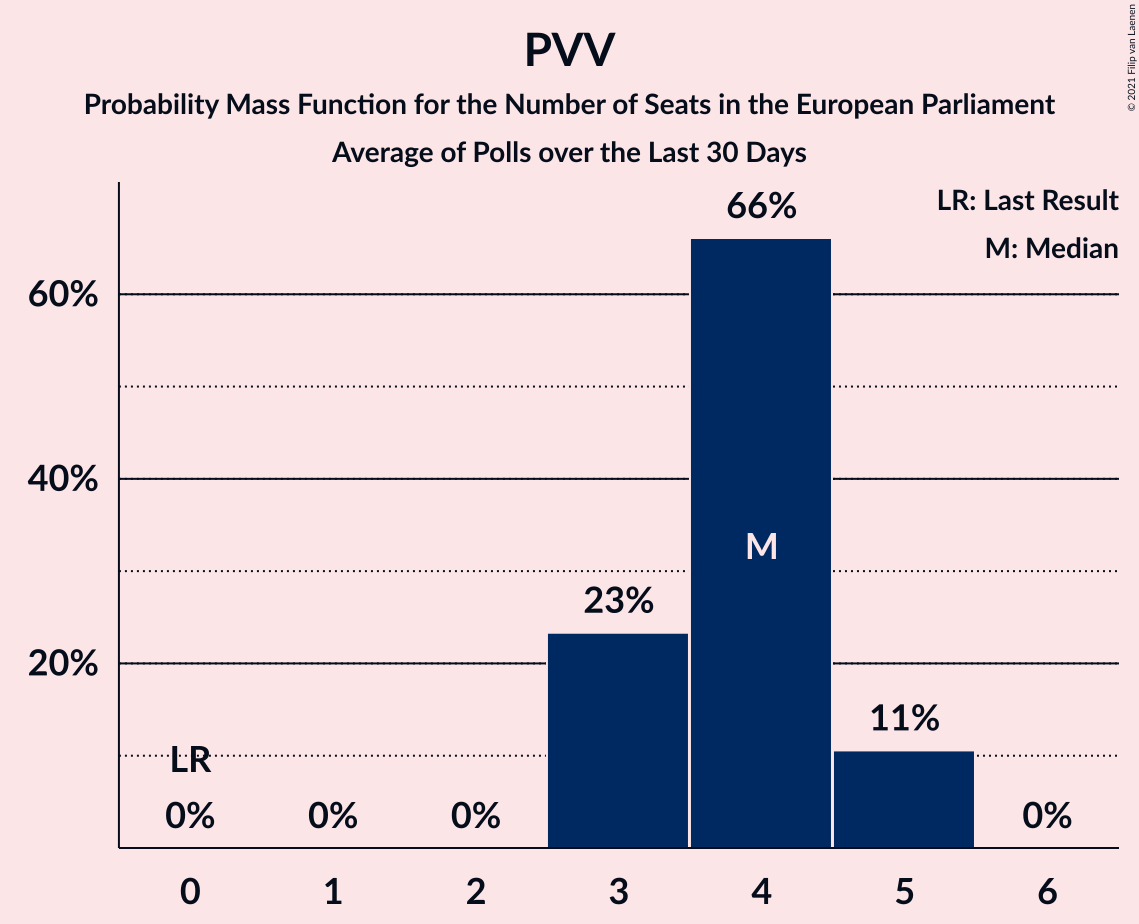 PVV
Probability Mass Function for the Number of Seats in the European Parliament
Average of Polls over the Last 30 Days
© 2021 Filip van Laenen
LR: Last Result
M: Median
66%
60%
40%
M
23%
20%
11%
LR
0% 0% 0% 0%
0 1 2 3 4 5 6